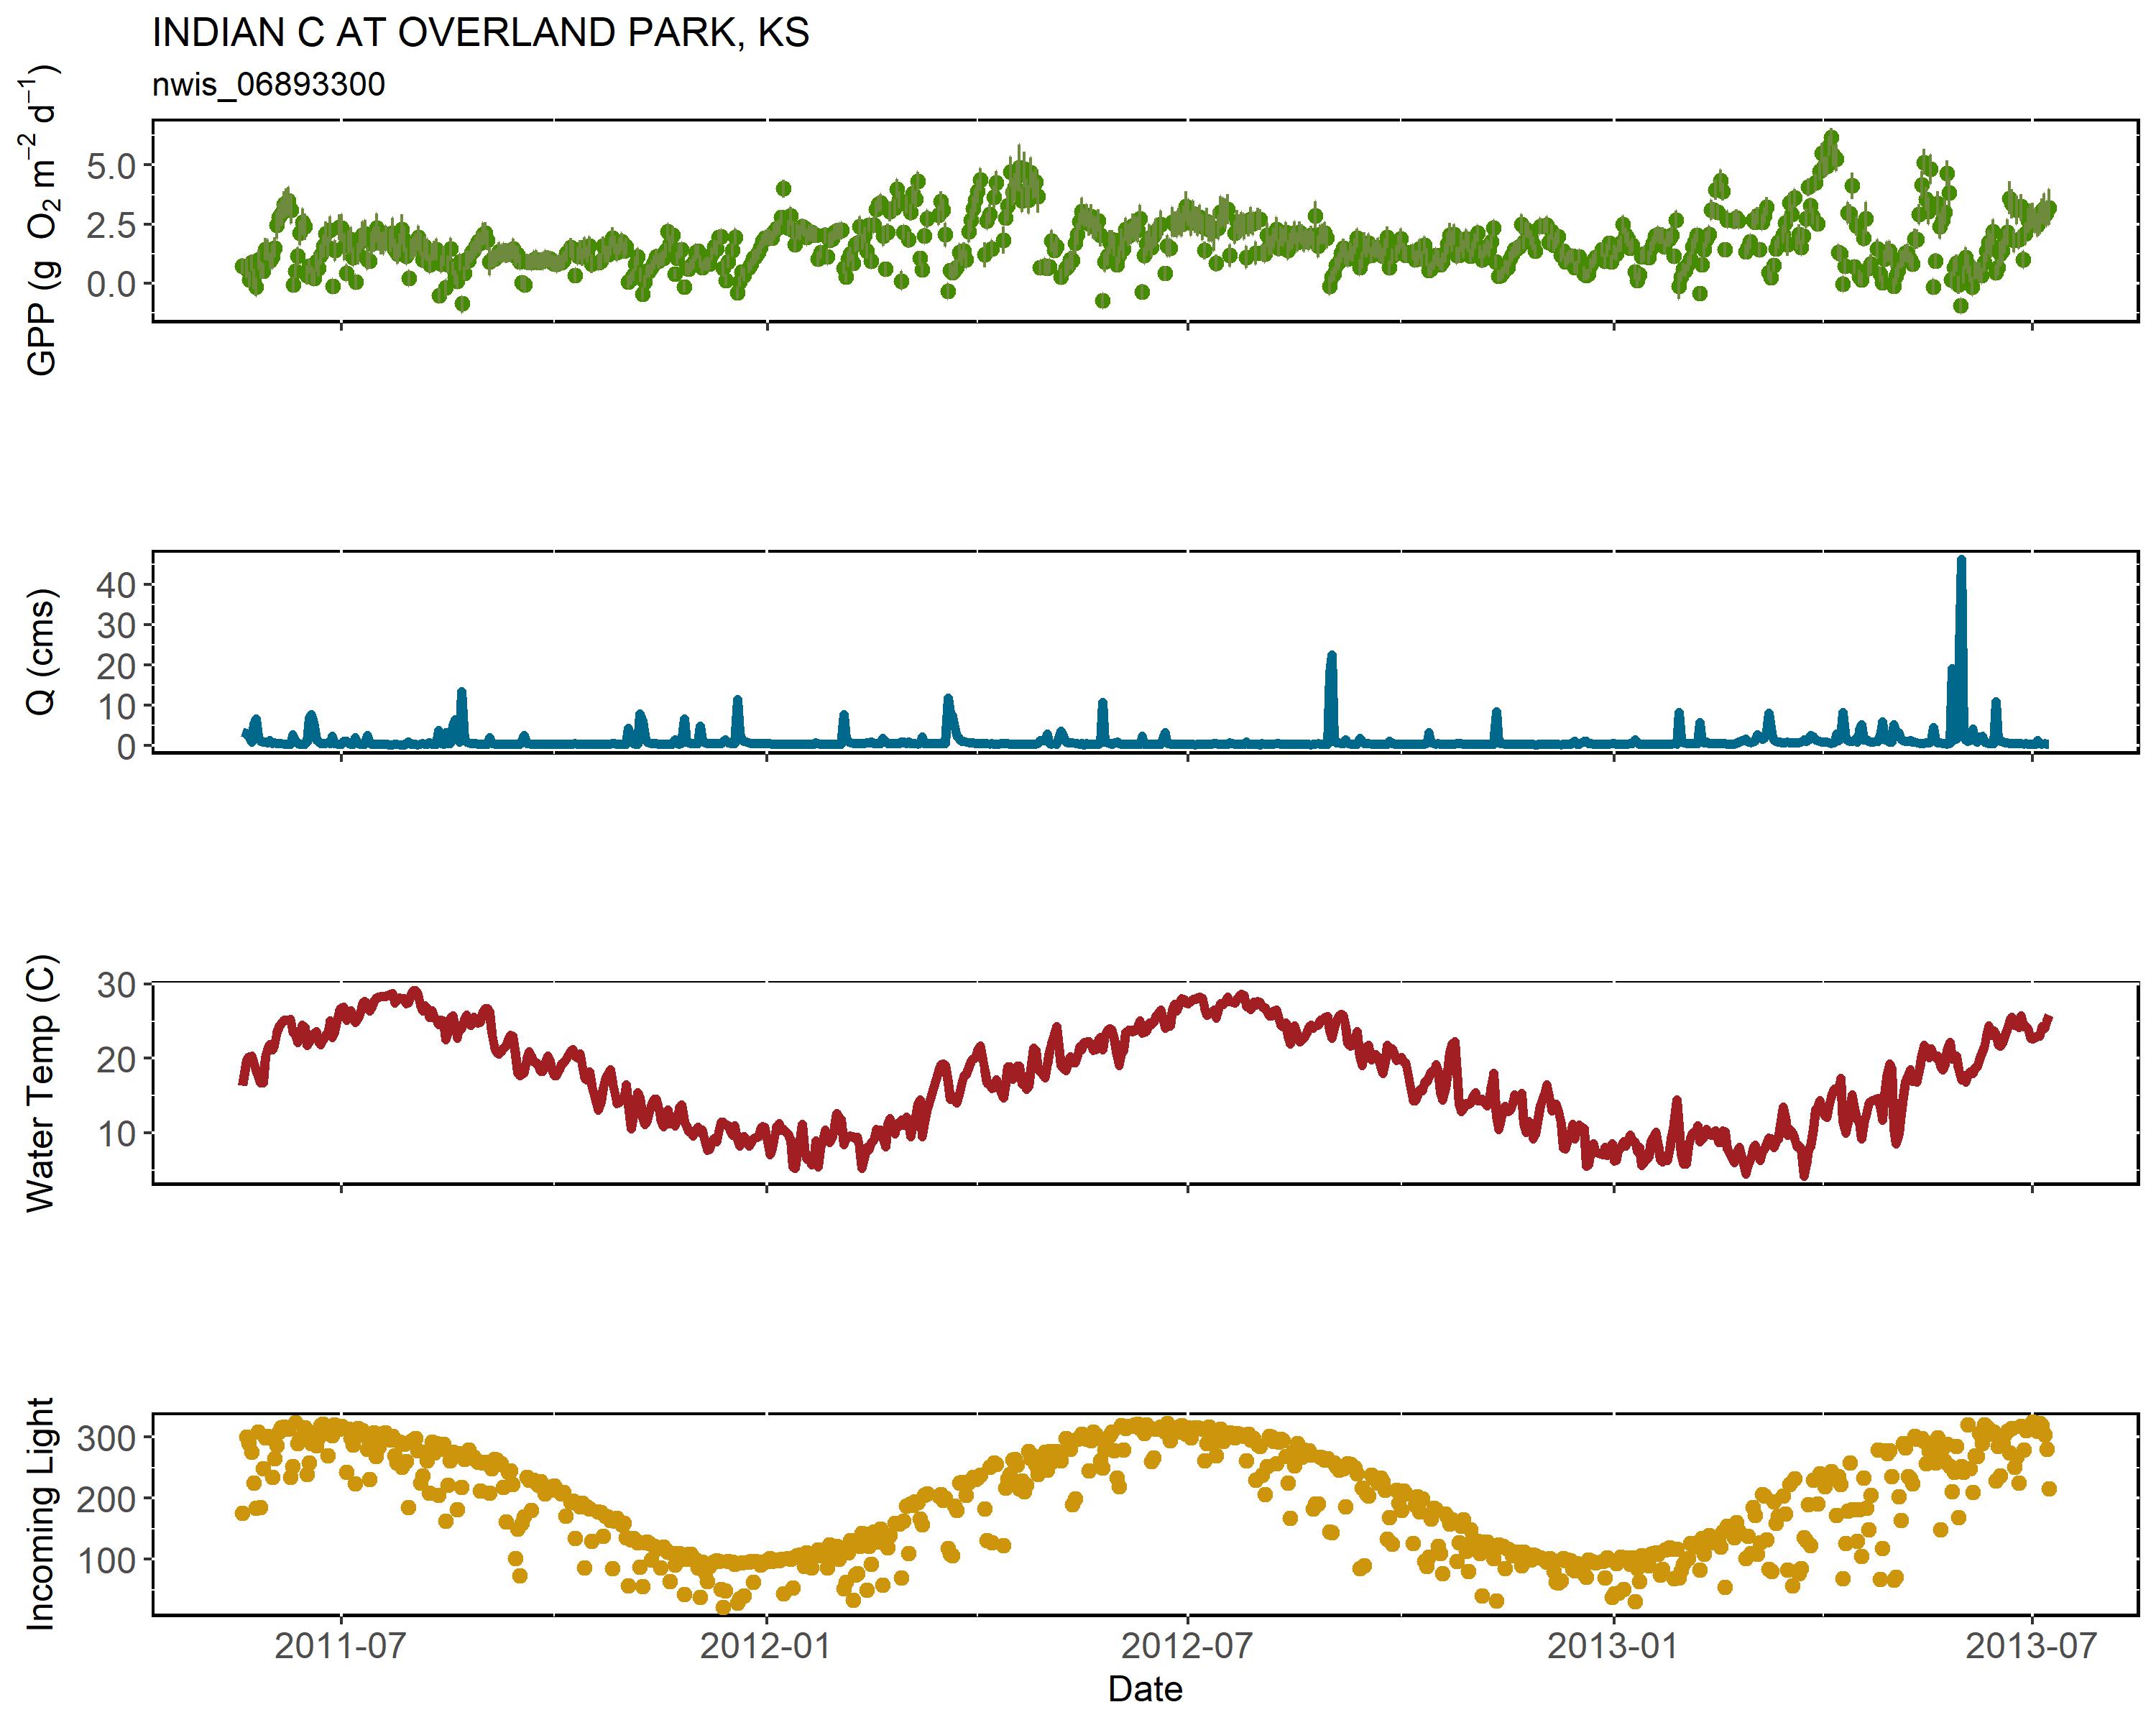 INDIAN C AT OVERLAND PARK, KS
nwis_06893300
GPP (g O₂ m⁻² d⁻¹)
5.0
2.5
0.0
Q (cms)
40
30
20
10
0
Water Temp (C)
30
20
10
Incoming Light
300
200
100
2011-07 2012-01 2012-07 2013-01 2013-07
Date